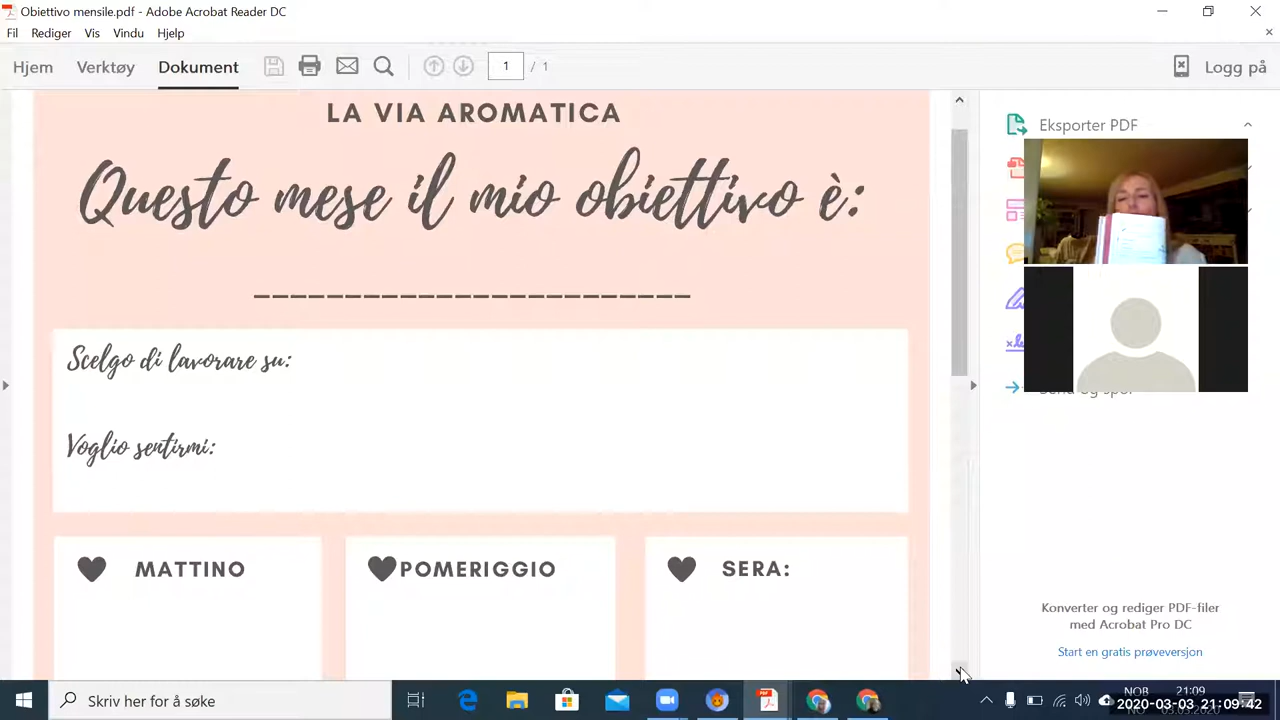 Obiettivo mensile.pdf - Adobe Acrobat Reader DC
Fil Rediger Vis Vindu Hjelp
Hjem Verktøy Dokument 1 / 1 Logg på
LA VIA AROMATICA
Questo mese il mio obiettivo è:
________________________
Scelgo di lavorare su:
Voglio sentirmi:
MATTINO
POMERIGGIO
SERA:
Eksporter PDF
Konverter og rediger PDF-filer
med Acrobat Pro DC
Start en gratis prøveversjon
Skriv her for å søke
NOR 21:09
2020-03-03 21:09:42